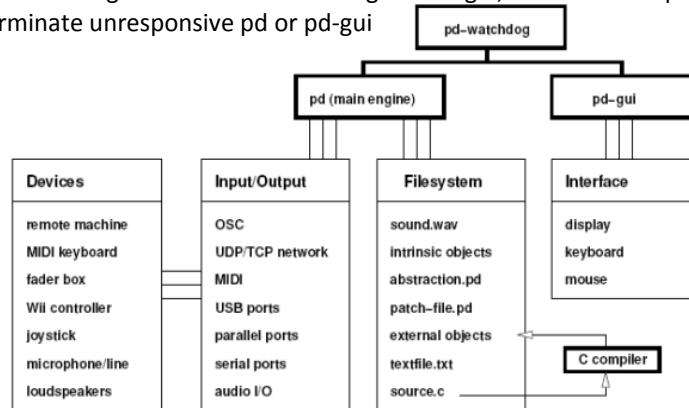 rminate unresponsive pd or pd-gui
pd-watchdog
pd (main engine)
pd-gui
Devices
remote machine
MIDI keyboard
fader box
Wii controller
joystick
microphone/line
loudspeakers
Input/Output
OSC
UDP/TCP network
MIDI
USB ports
parallel ports
serial ports
audio I/O
Filesystem
sound.wav
intrinsic objects
abstraction.pd
patch-file.pd
external objects
textfile.txt
source.c
Interface
display
keyboard
mouse
C compiler